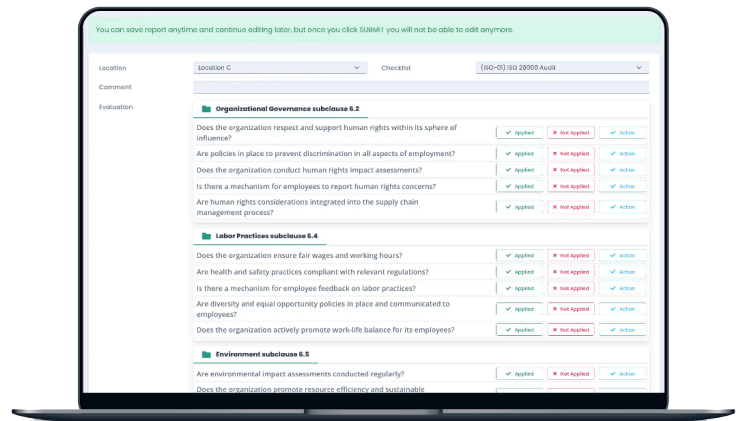 You can save report anytime and continue editing later, but once you click SUBMIT you will not be able to edit anymore.
Location Location C Checklist (ISO-01) ISO 26000 Audit
Comment
Evaluation Organizational Governance subclause 6.2
Does the organization respect and support human rights within its sphere of
influence? Applied Not Applied Action
Are policies in place to prevent discrimination in all aspects of employment? Applied Not Applied Action
Does the organization conduct human rights impact assessments? Applied Not Applied Action
Is there a mechanism for employees to report human rights concerns? Applied Not Applied Action
Are human rights considerations integrated into the supply chain
management process? Applied Not Applied Action
Labor Practices subclause 6.4
Does the organization ensure fair wages and working hours? Applied Not Applied Action
Are health and safety practices compliant with relevant regulations? Applied Not Applied Action
Is there a mechanism for employee feedback on labor practices? Applied Not Applied Action
Are diversity and equal opportunity policies in place and communicated to
employees? Applied Not Applied Action
Does the organization actively promote work-life balance for its employees? Applied Not Applied Action
Environment subclause 6.5
Are environmental impact assessments conducted regularly? Applied Not Applied Action
Does the organization promote resource efficiency and sustainable